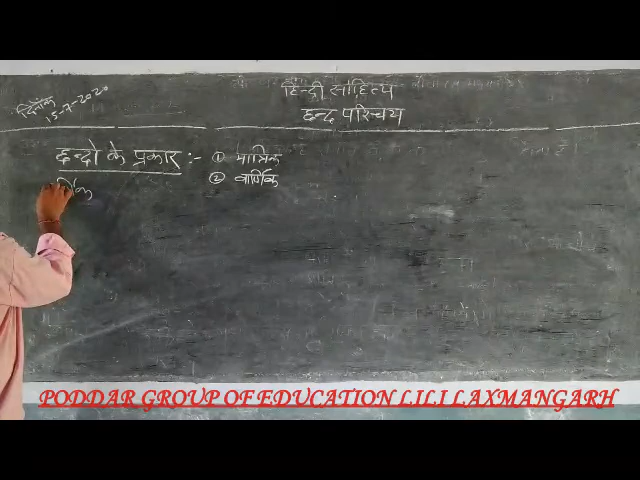 दिनाँक
15-7-2020
हिन्दी साहित्य
छन्द परिचय
छन्दो के प्रकार :- ① मात्रिक
② वार्णिक
PODDAR GROUP OF EDUCATION LILI LAXMANGARH